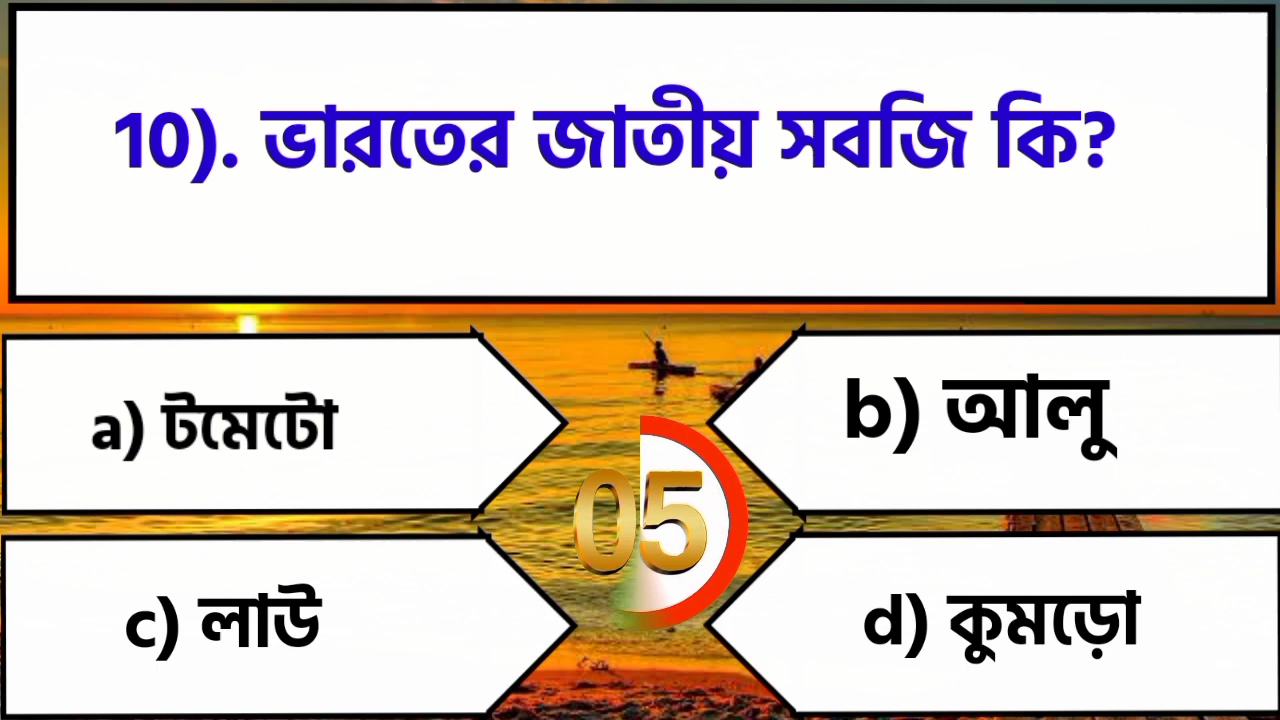 10). ভারতের জাতীয় সবজি কি?
a) টমেটো
b) আলু
05
c) লাউ
d) কুমড়ো